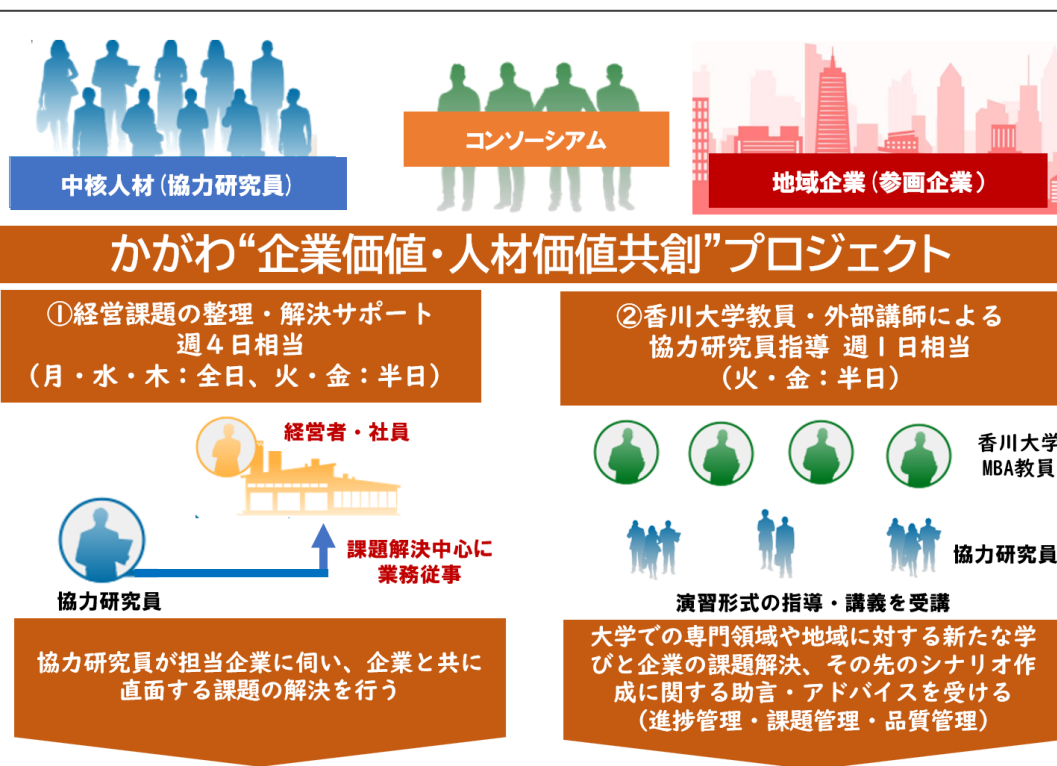 中核人材(協力研究員)
コンソーシアム
地域企業(参画企業)
かがわ“企業価値・人材価値共創”プロジェクト
①経営課題の整理・解決サポート
週4日相当
(月・水・木:全日、火・金:半日)
経営者・社員
課題解決中心に
業務従事
協力研究員
協力研究員が担当企業に伺い、企業と共に
直面する課題の解決を行う
②香川大学教員・外部講師による
協力研究員指導 週1日相当
(火・金:半日)
香川大学
MBA教員
協力研究員
演習形式の指導・講義を受講
大学での専門領域や地域に対する新たな学
びと企業の課題解決、その先のシナリオ作
成に関する助言・アドバイスを受ける
(進捗管理・課題管理・品質管理)